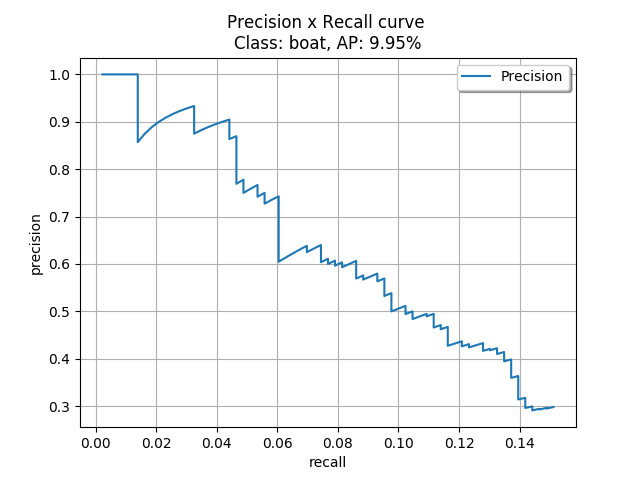 Precision x Recall curve
Class: boat, AP: 9.95%
Precision
1.0
0.9
0.8
0.7
0.6
0.5
0.4
0.3
precision
0.00 0.02 0.04 0.06 0.08 0.10 0.12 0.14
recall